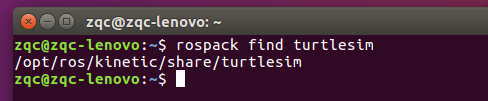 zqc@zqc-lenovo: ~
zqc@zqc-lenovo:~$ rospack find turtlesim
/opt/ros/kinetic/share/turtlesim
zqc@zqc-lenovo:~$